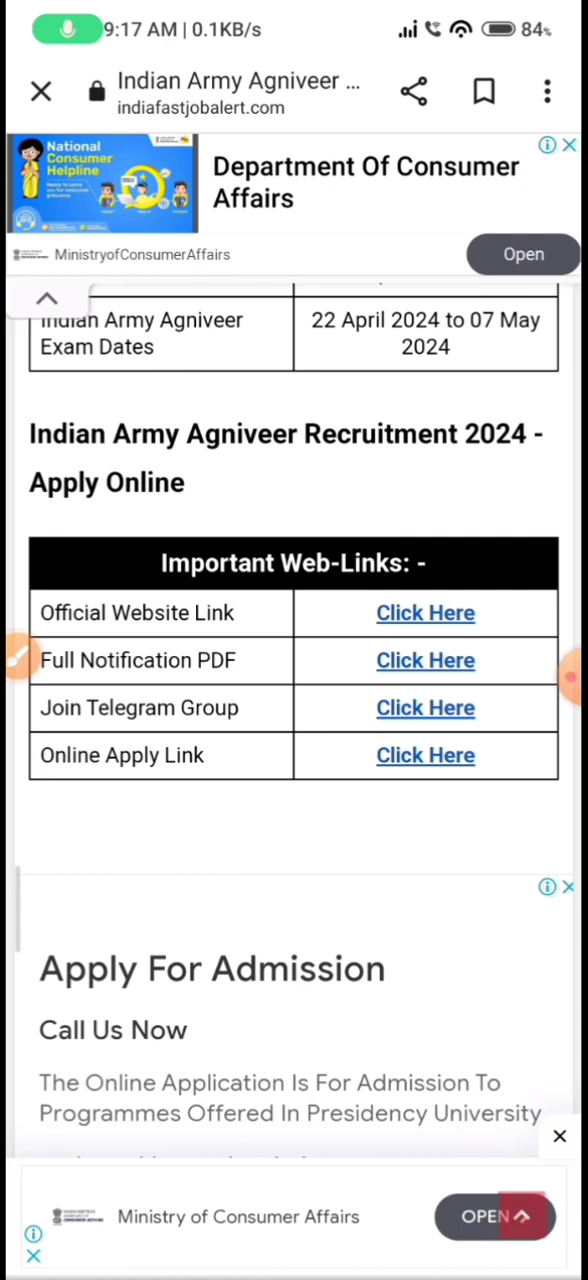 9:17 AM | 0.1KB/s
84%
Indian Army Agniveer ...
indiafastjobalert.com
National
Consumer
Helpline
Department Of Consumer
Affairs
MinistryofConsumerAffairs
Open
Indian Army Agniveer
Exam Dates
22 April 2024 to 07 May
2024
Indian Army Agniveer Recruitment 2024 -
Apply Online
Important Web-Links: -
Official Website Link
Click Here
Full Notification PDF
Click Here
Join Telegram Group
Click Here
Online Apply Link
Click Here
Apply For Admission
Call Us Now
The Online Application Is For Admission To
Programmes Offered In Presidency University
Ministry of Consumer Affairs
OPEN